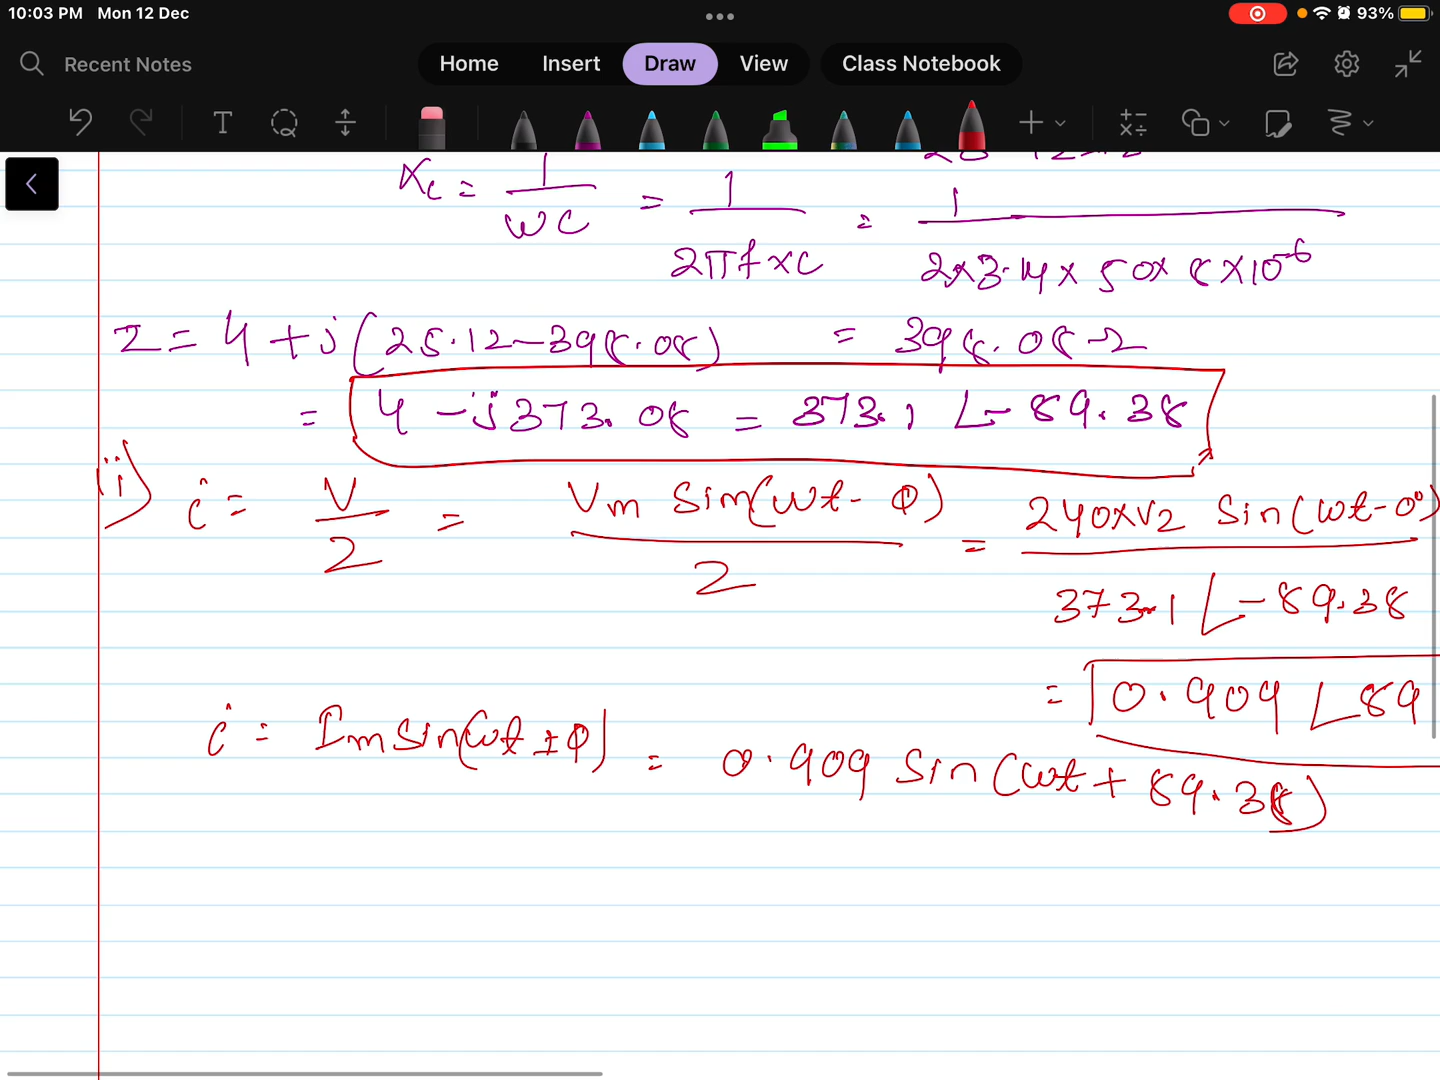 10:03 PM Mon 12 Dec
93%
Recent Notes
Home Insert Draw View Class Notebook
Xc = 1/ωC = 1/2πf×C = 1/2×3.14×50×8×10^-6
Z = 4 + j(25.12-398.08) = 398.08 Ω
= 4 - j373.08 = 373.1 ∠-89.38
(ii) i = V/Z = Vm Sin(ωt - φ)/Z = 240×√2 Sin(ωt-0°)/373.1 ∠-89.38
= 0.909 ∠89
i = Im Sin(ωt ± φ) = 0.909 Sin(ωt + 89.38)